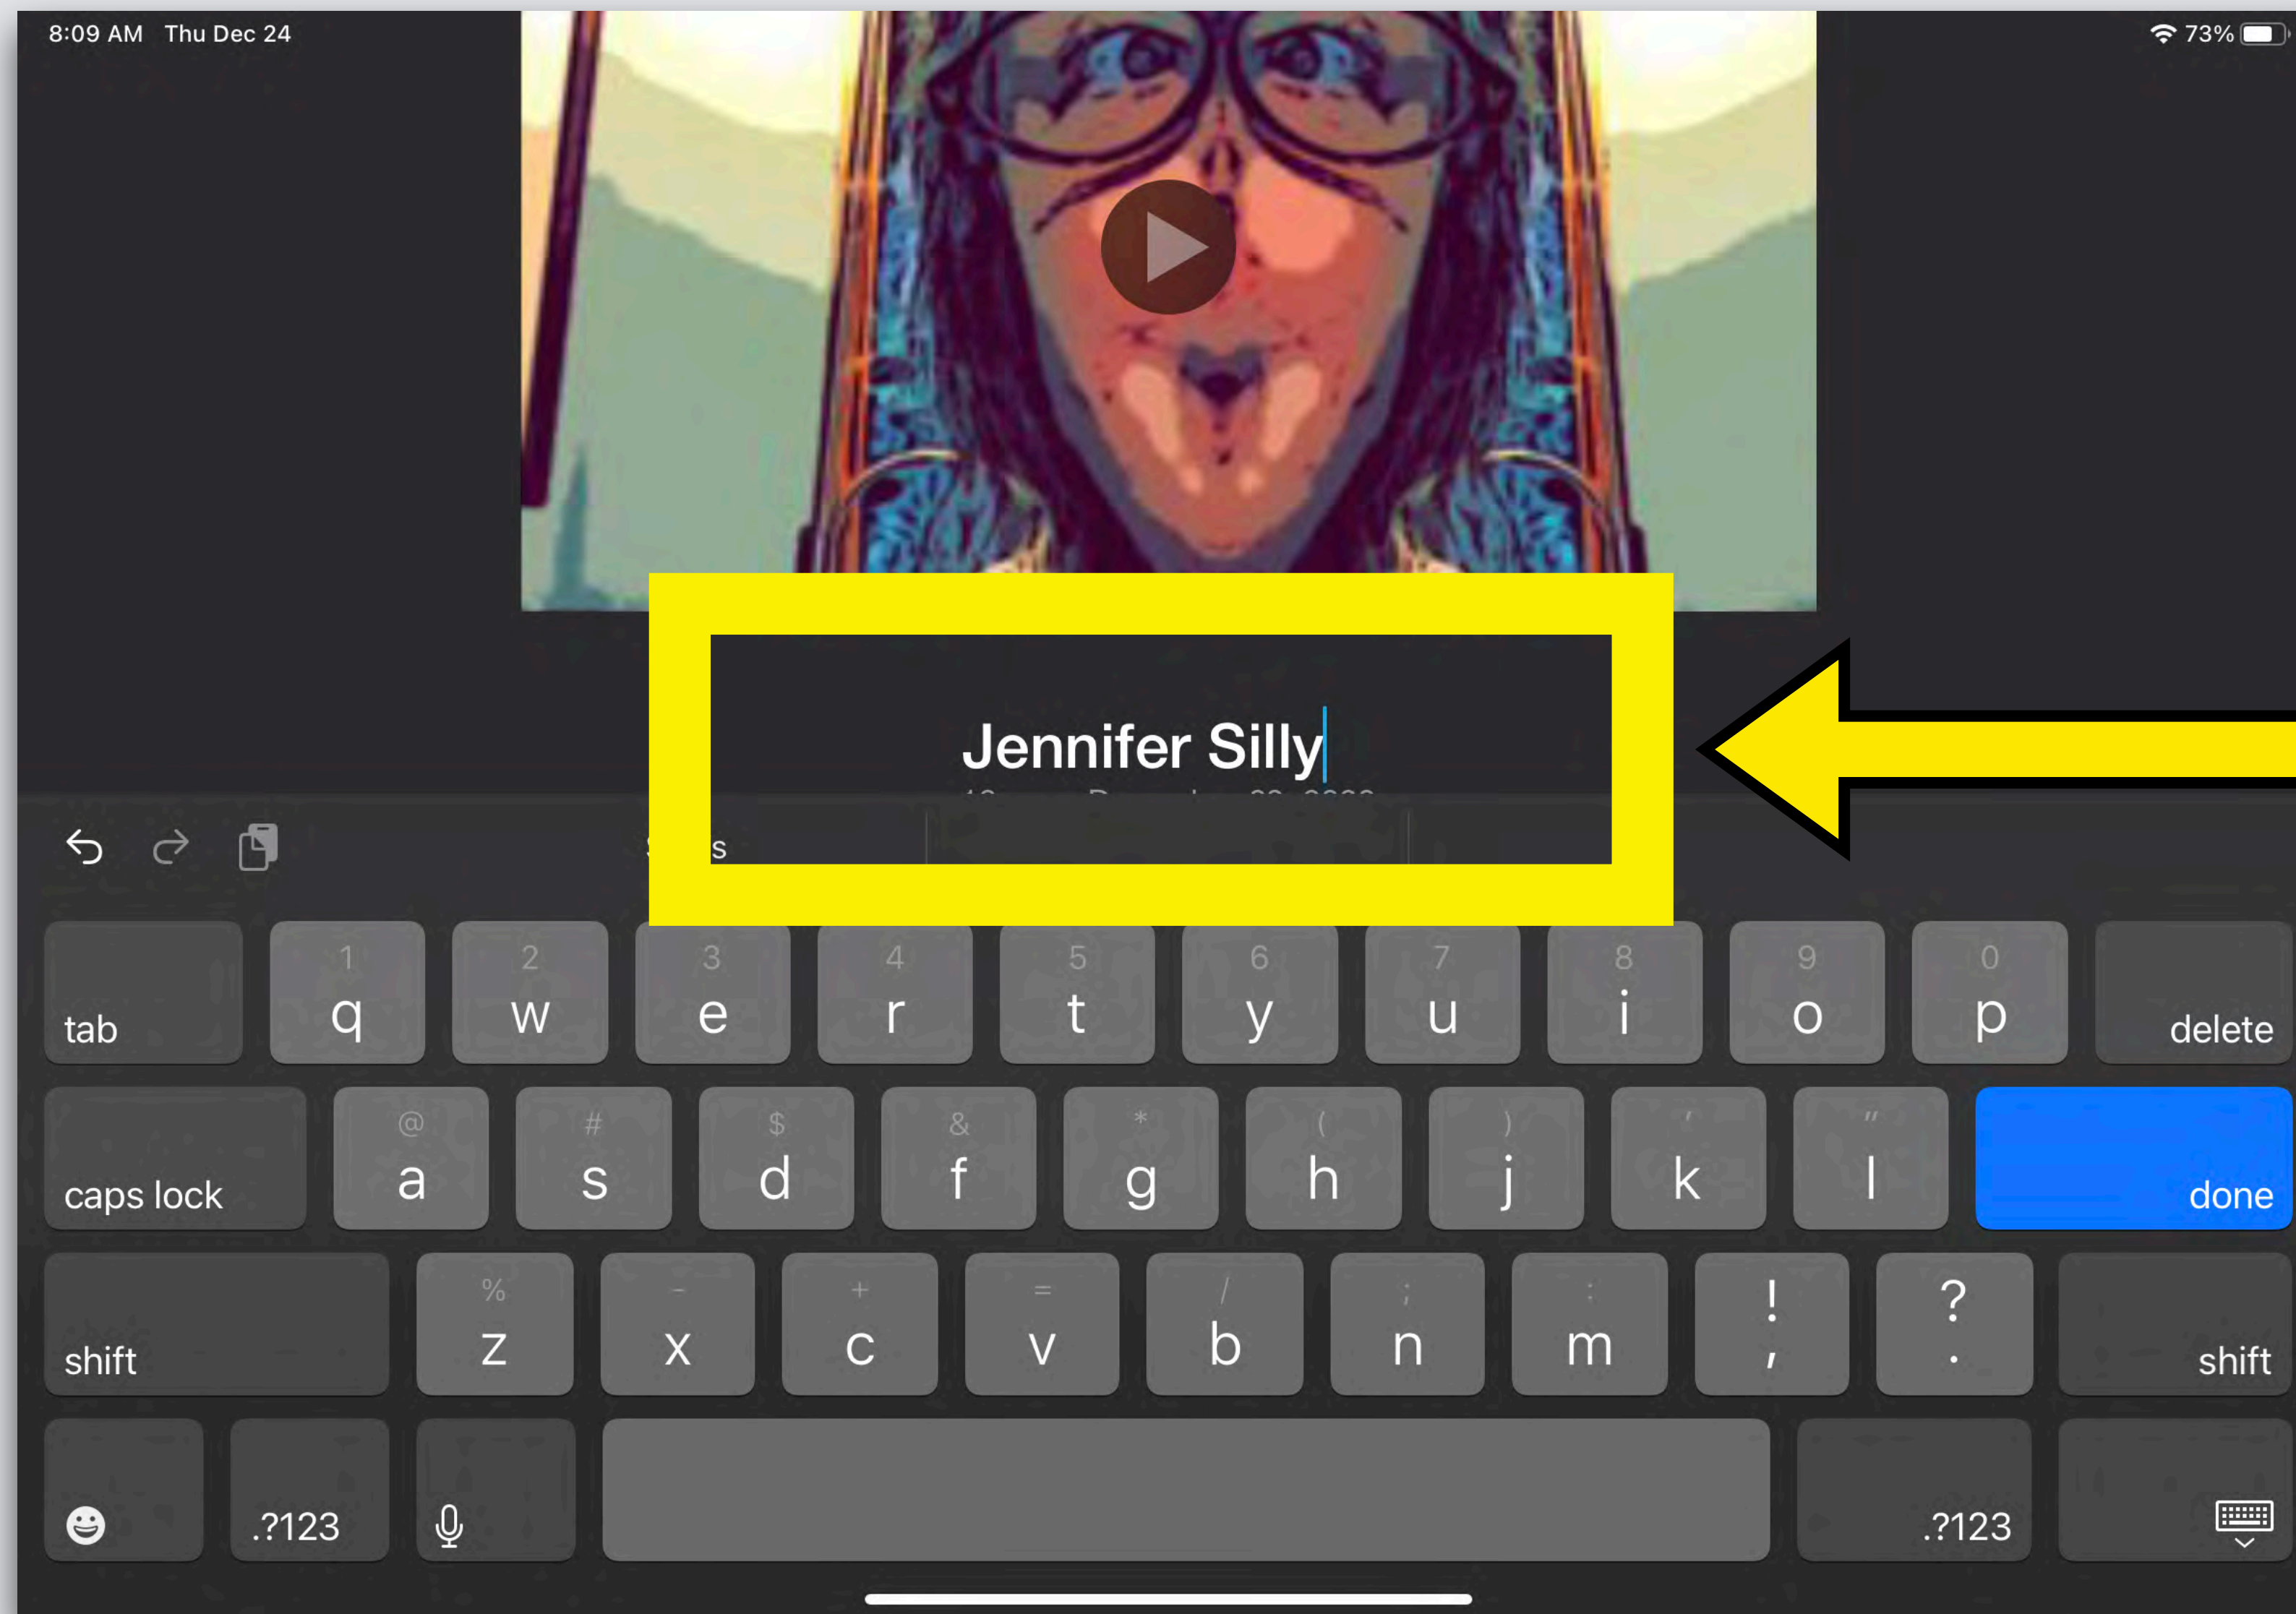 8:09 AM Thu Dec 24
73%
Jennifer Silly
1 2 3 4 5 6 7 8 9 0
tab q w e r t y u i o p delete
@ # $ & * ( ) ' "
caps lock a s d f g h j k l done
% - + = / ; : ! ?
shift z x c v b n m , . shift
.?123 .?123